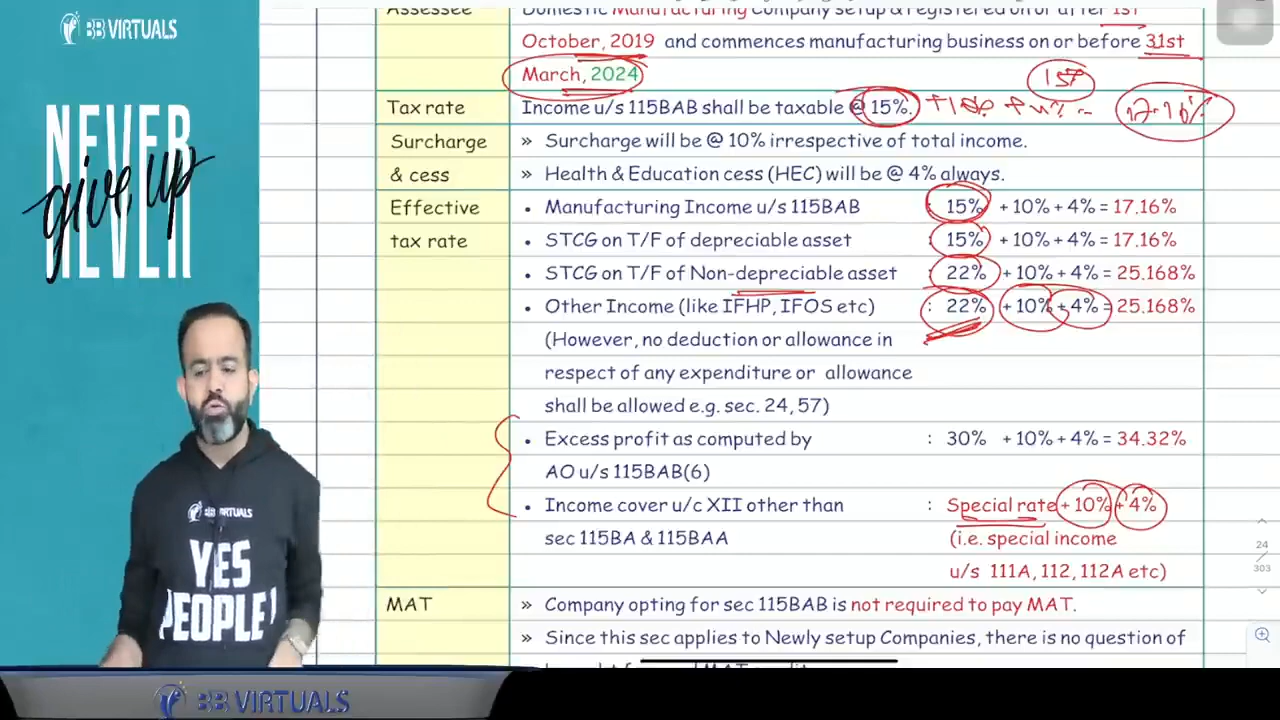 BB VIRTUALS
NEVER
give up
NEVER
Assessee
Domestic Manufacturing Company setup & registered on or after 1st
October, 2019 and commences manufacturing business on or before 31st
March, 2024
15%
Tax rate
Income u/s 115BAB shall be taxable @ 15%. +10% + 4% = 17.16%
Surcharge
& cess
» Surcharge will be @ 10% irrespective of total income.
» Health & Education cess (HEC) will be @ 4% always.
Effective
tax rate
• Manufacturing Income u/s 115BAB : 15% + 10% + 4% = 17.16%
• STCG on T/F of depreciable asset : 15% + 10% + 4% = 17.16%
• STCG on T/F of Non-depreciable asset : 22% + 10% + 4% = 25.168%
• Other Income (like IFHP, IFOS etc) : 22% + 10% + 4% = 25.168%
(However, no deduction or allowance in
respect of any expenditure or allowance
shall be allowed e.g. sec. 24, 57)
• Excess profit as computed by : 30% + 10% + 4% = 34.32%
AO u/s 115BAB(6)
• Income cover u/c XII other than : Special rate + 10% + 4%
sec 115BA & 115BAA (i.e. special income
u/s 111A, 112, 112A etc)
MAT
» Company opting for sec 115BAB is not required to pay MAT.
» Since this sec applies to Newly setup Companies, there is no question of
24
303
BB VIRTUALS
YES
PEOPLE!
BB VIRTUALS